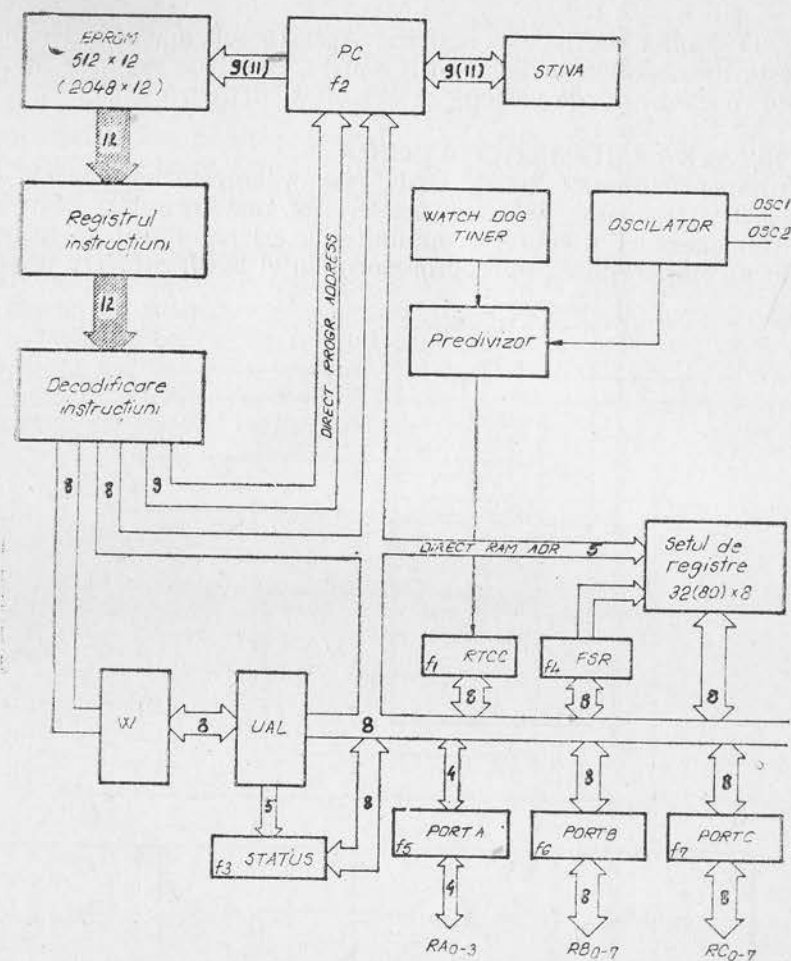 EPROM
512 × 12
(2048 × 12)
9(11)
PC
f2
9(11)
STIVA
12
Registrul
instructiuni
12
Decodificare
instructiuni
WATCH DOG
TINER
OSCILATOR
OSC1
OSC2
Predivizor
DIRECT PROGR. ADDRESS
8
8
9
DIRECT RAM ADR 5
Setul de
registre
32(80)×8
f1 RTCC
f4 FSR
8
8
8
W
8
UAL
8
5
8
f3 STATUS
4
8
8
f5 PORT A
f6 PORTB
f7 PORTC
4
8
8
RA0-3
RB0-7
RC0-7